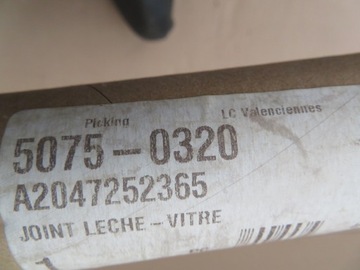 Picking LC Valenciennes
5075-0320
A2047252365
JOINT LECHE-VITRE